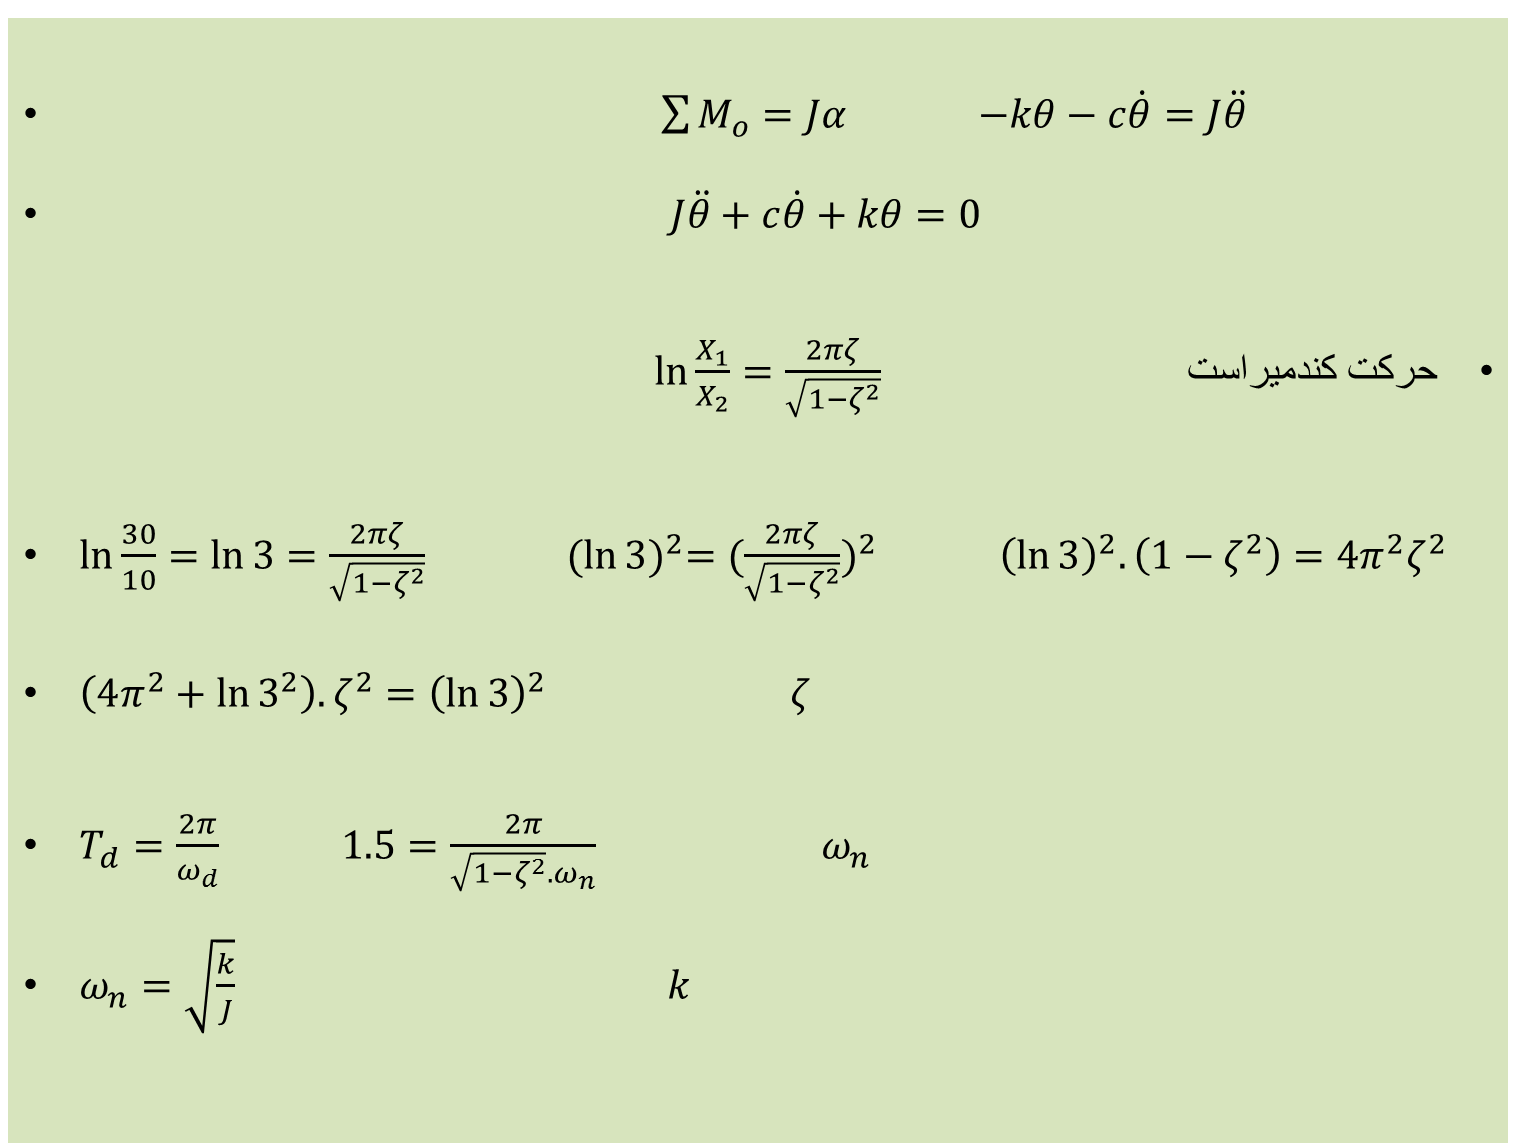 • ∑ M_o = Jα −kθ − cθ̇ = Jθ̈
• Jθ̈ + cθ̇ + kθ = 0
• حرکت کندمیراست ln X₁/X₂ = 2πζ/√(1−ζ²)
• ln 30/10 = ln 3 = 2πζ/√(1−ζ²) (ln 3)² = (2πζ/√(1−ζ²))² (ln 3)².(1 − ζ²) = 4π²ζ²
• (4π² + ln 3²).ζ² = (ln 3)² ζ
• T_d = 2π/ω_d 1.5 = 2π/(√(1−ζ²).ω_n) ω_n
• ω_n = √(k/J) k